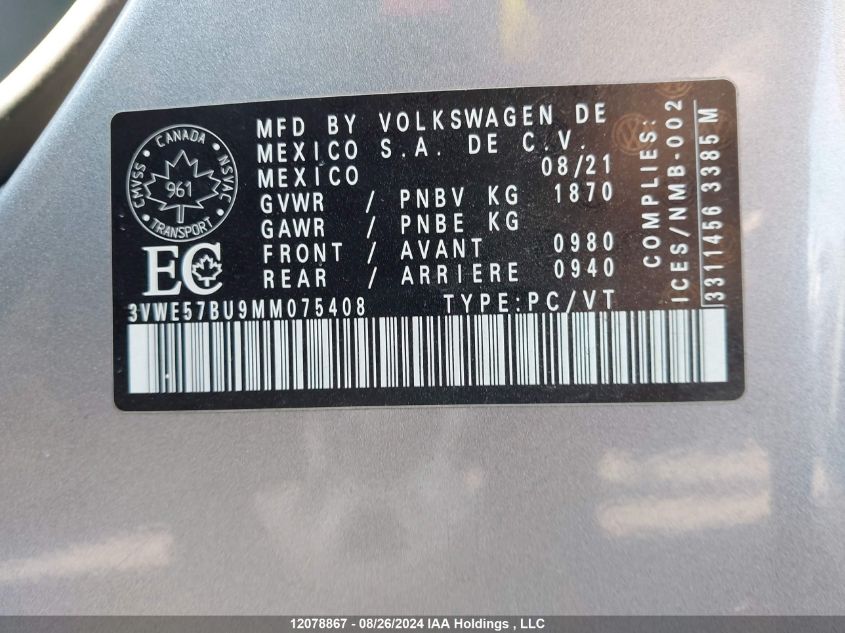 CANADA
CMVSS
NSVAC
961
TRANSPORT
EC
MFD BY VOLKSWAGEN DE
MEXICO S.A. DE C.V.
MEXICO 08/21
GVWR / PNBV KG 1870
GAWR / PNBE KG
FRONT / AVANT 0980
REAR / ARRIERE 0940
3VWE57BU9MM075408 TYPE:PC/VT
COMPLIES:
ICES/NMB-002
3311456 3385 M
12078867 - 08/26/2024 IAA Holdings , LLC